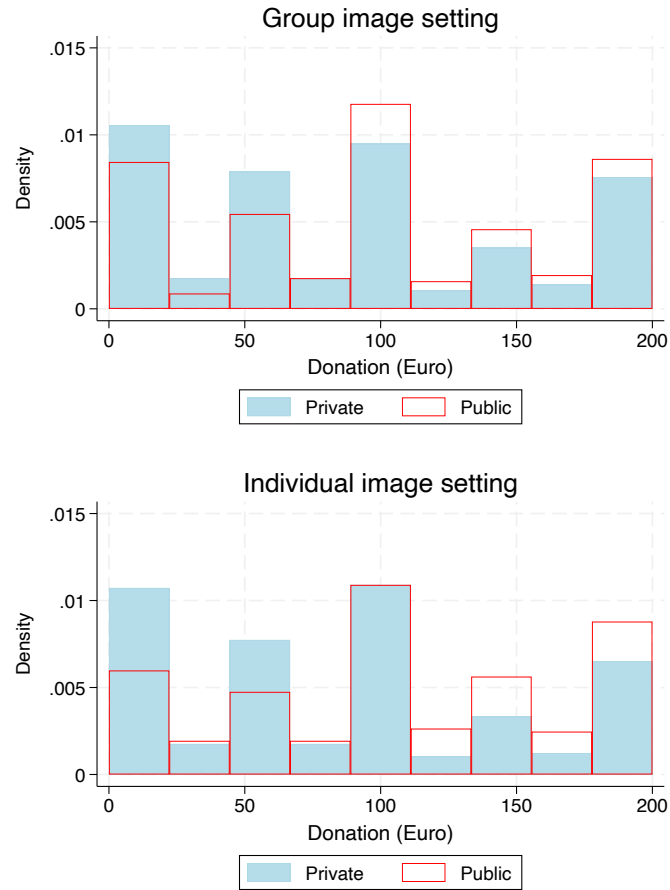 Group image setting
.015
.01
.005
0
Density
0 50 100 150 200
Donation (Euro)
Private Public
Individual image setting
.015
.01
.005
0
Density
0 50 100 150 200
Donation (Euro)
Private Public